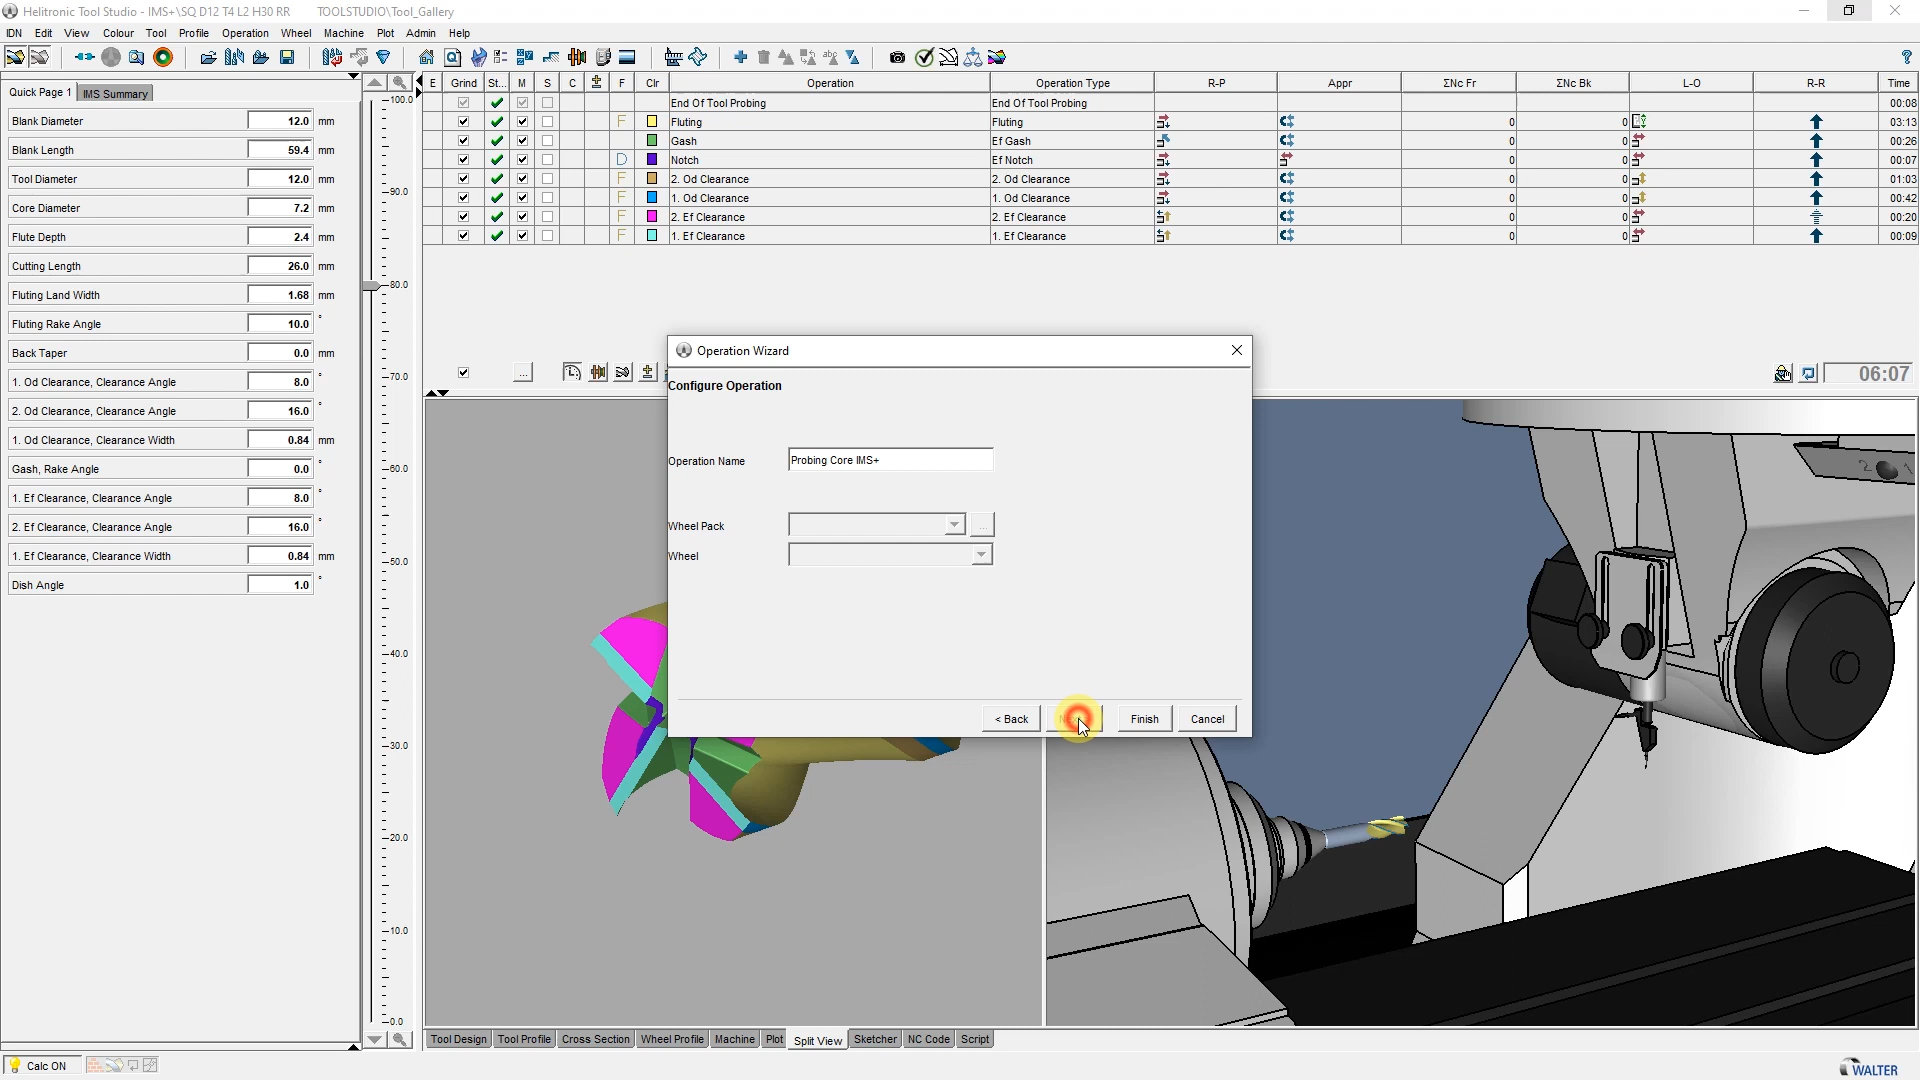 Helitronic Tool Studio - IMS+\SQ D12 T4 L2 H30 RR TOOLSTUDIO\Tool_Gallery
IDN Edit View Colour Tool Profile Operation Wheel Machine Plot Admin Help
Quick Page 1 IMS Summary
Blank Diameter 12.0 mm
Blank Length 59.4 mm
Tool Diameter 12.0 mm
Core Diameter 7.2 mm
Flute Depth 2.4 mm
Cutting Length 26.0 mm
Fluting Land Width 1.68 mm
Fluting Rake Angle 10.0 °
Back Taper 0.0 mm
1. Od Clearance, Clearance Angle 8.0 °
2. Od Clearance, Clearance Angle 16.0 °
1. Od Clearance, Clearance Width 0.84 mm
Gash, Rake Angle 0.0 °
1. Ef Clearance, Clearance Angle 8.0 °
2. Ef Clearance, Clearance Angle 16.0 °
1. Ef Clearance, Clearance Width 0.84 mm
Dish Angle 1.0 °
100.0
90.0
80.0
70.0
60.0
50.0
40.0
30.0
20.0
10.0
0.0
E Grind St... M S C ± F Clr Operation Operation Type R-P Appr ΣNc Fr ΣNc Bk L-O R-R Time
End Of Tool Probing End Of Tool Probing 00:08
F Fluting Fluting 0 0 03:13
Gash Ef Gash 0 0 00:26
D Notch Ef Notch 0 0 00:07
F 2. Od Clearance 2. Od Clearance 0 0 01:03
F 1. Od Clearance 1. Od Clearance 0 0 00:42
F 2. Ef Clearance 2. Ef Clearance 0 0 00:20
F 1. Ef Clearance 1. Ef Clearance 0 0 00:09
... 06:07
Operation Wizard
Configure Operation
Operation Name Probing Core IMS+
Wheel Pack ...
Wheel
< Back Finish Cancel
Tool Design Tool Profile Cross Section Wheel Profile Machine Plot Split View Sketcher NC Code Script
Calc ON
WALTER